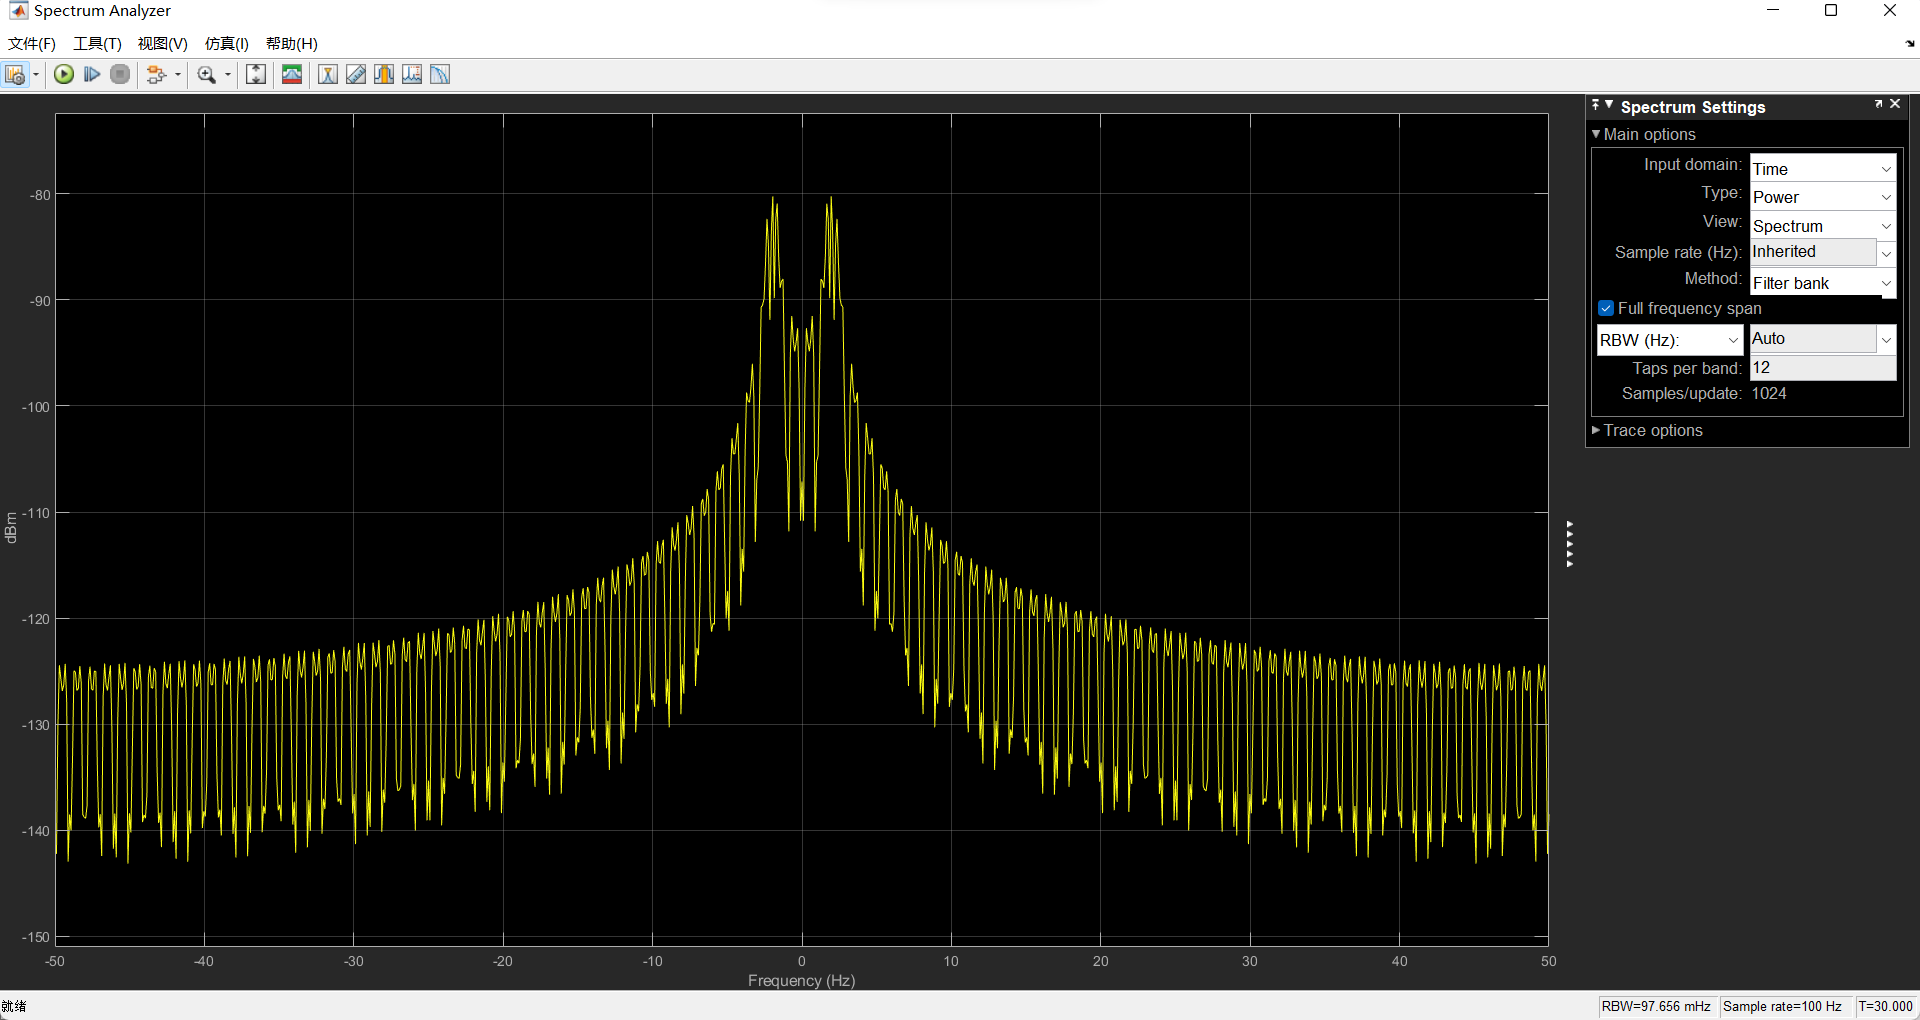 Spectrum Analyzer
文件(F) 工具(T) 视图(V) 仿真(I) 帮助(H)
Spectrum Settings
Main options
Input domain: Time
Type: Power
View: Spectrum
Sample rate (Hz): Inherited
Method: Filter bank
Full frequency span
RBW (Hz): Auto
Taps per band: 12
Samples/update: 1024
Trace options
-80
-90
-100
-110
-120
-130
-140
-150
dBm
-50 -40 -30 -20 -10 0 10 20 30 40 50
Frequency (Hz)
就绪
RBW=97.656 mHz Sample rate=100 Hz T=30.000